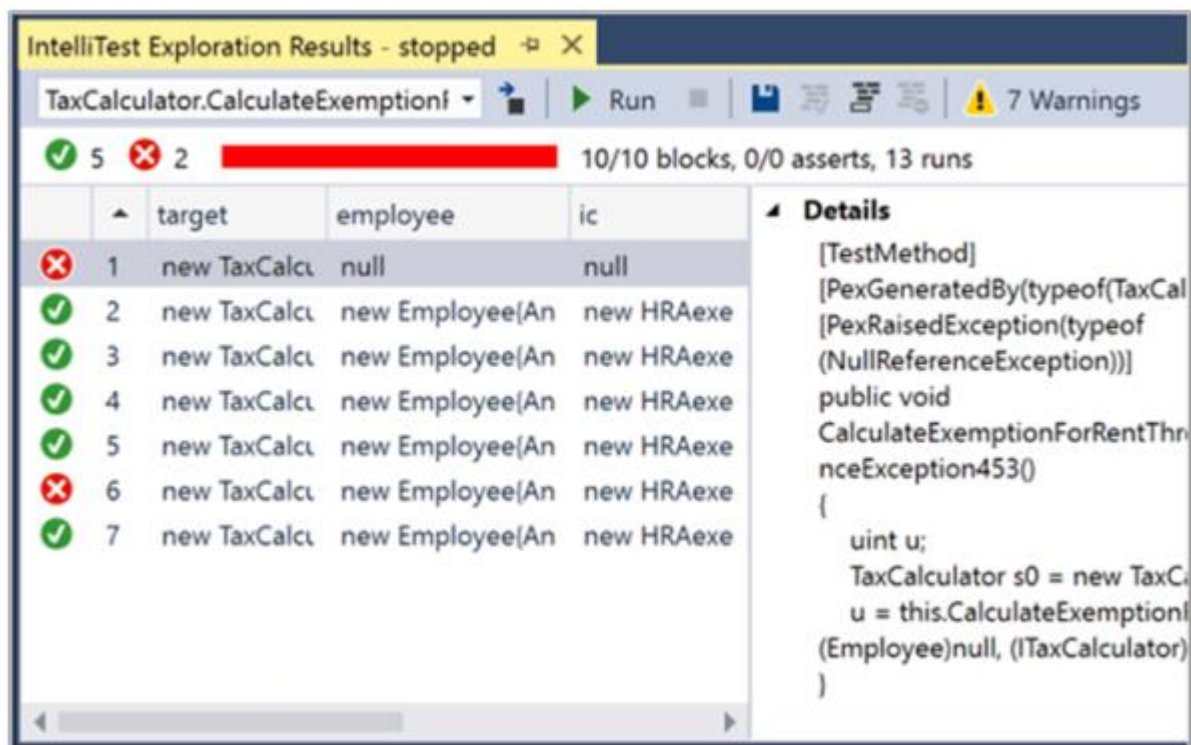 IntelliTest Exploration Results - stopped
TaxCalculator.CalculateExemptionF Run 7 Warnings
5 2 10/10 blocks, 0/0 asserts, 13 runs
target employee ic
1 new TaxCalcu null null
2 new TaxCalcu new Employee{An new HRAexe
3 new TaxCalcu new Employee{An new HRAexe
4 new TaxCalcu new Employee{An new HRAexe
5 new TaxCalcu new Employee{An new HRAexe
6 new TaxCalcu new Employee{An new HRAexe
7 new TaxCalcu new Employee{An new HRAexe
Details
[TestMethod]
[PexGeneratedBy(typeof(TaxCal
[PexRaisedException(typeof
(NullReferenceException))]
public void
CalculateExemptionForRentThr
nceException453()
{
uint u;
TaxCalculator s0 = new TaxC
u = this.CalculateExemption
(Employee)null, (ITaxCalculator)
}